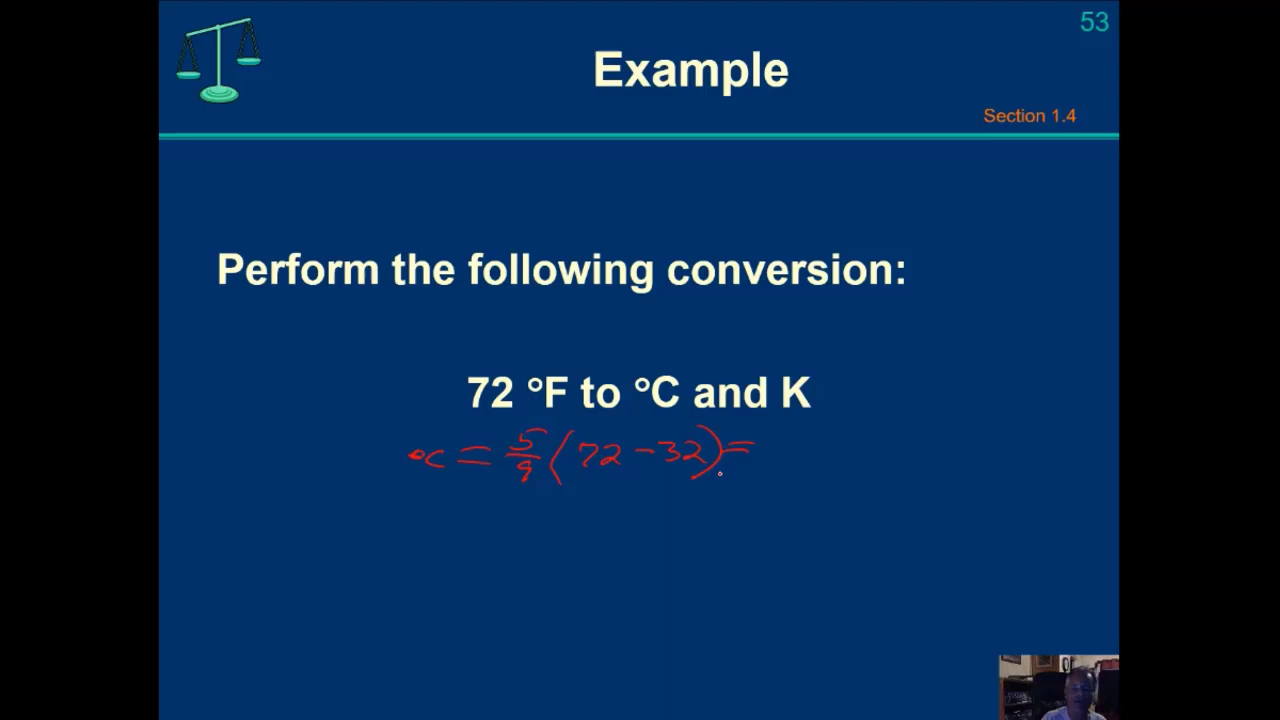 53
Example
Section 1.4
Perform the following conversion:
72 °F to °C and K
°C = 5/9 (72 - 32) =